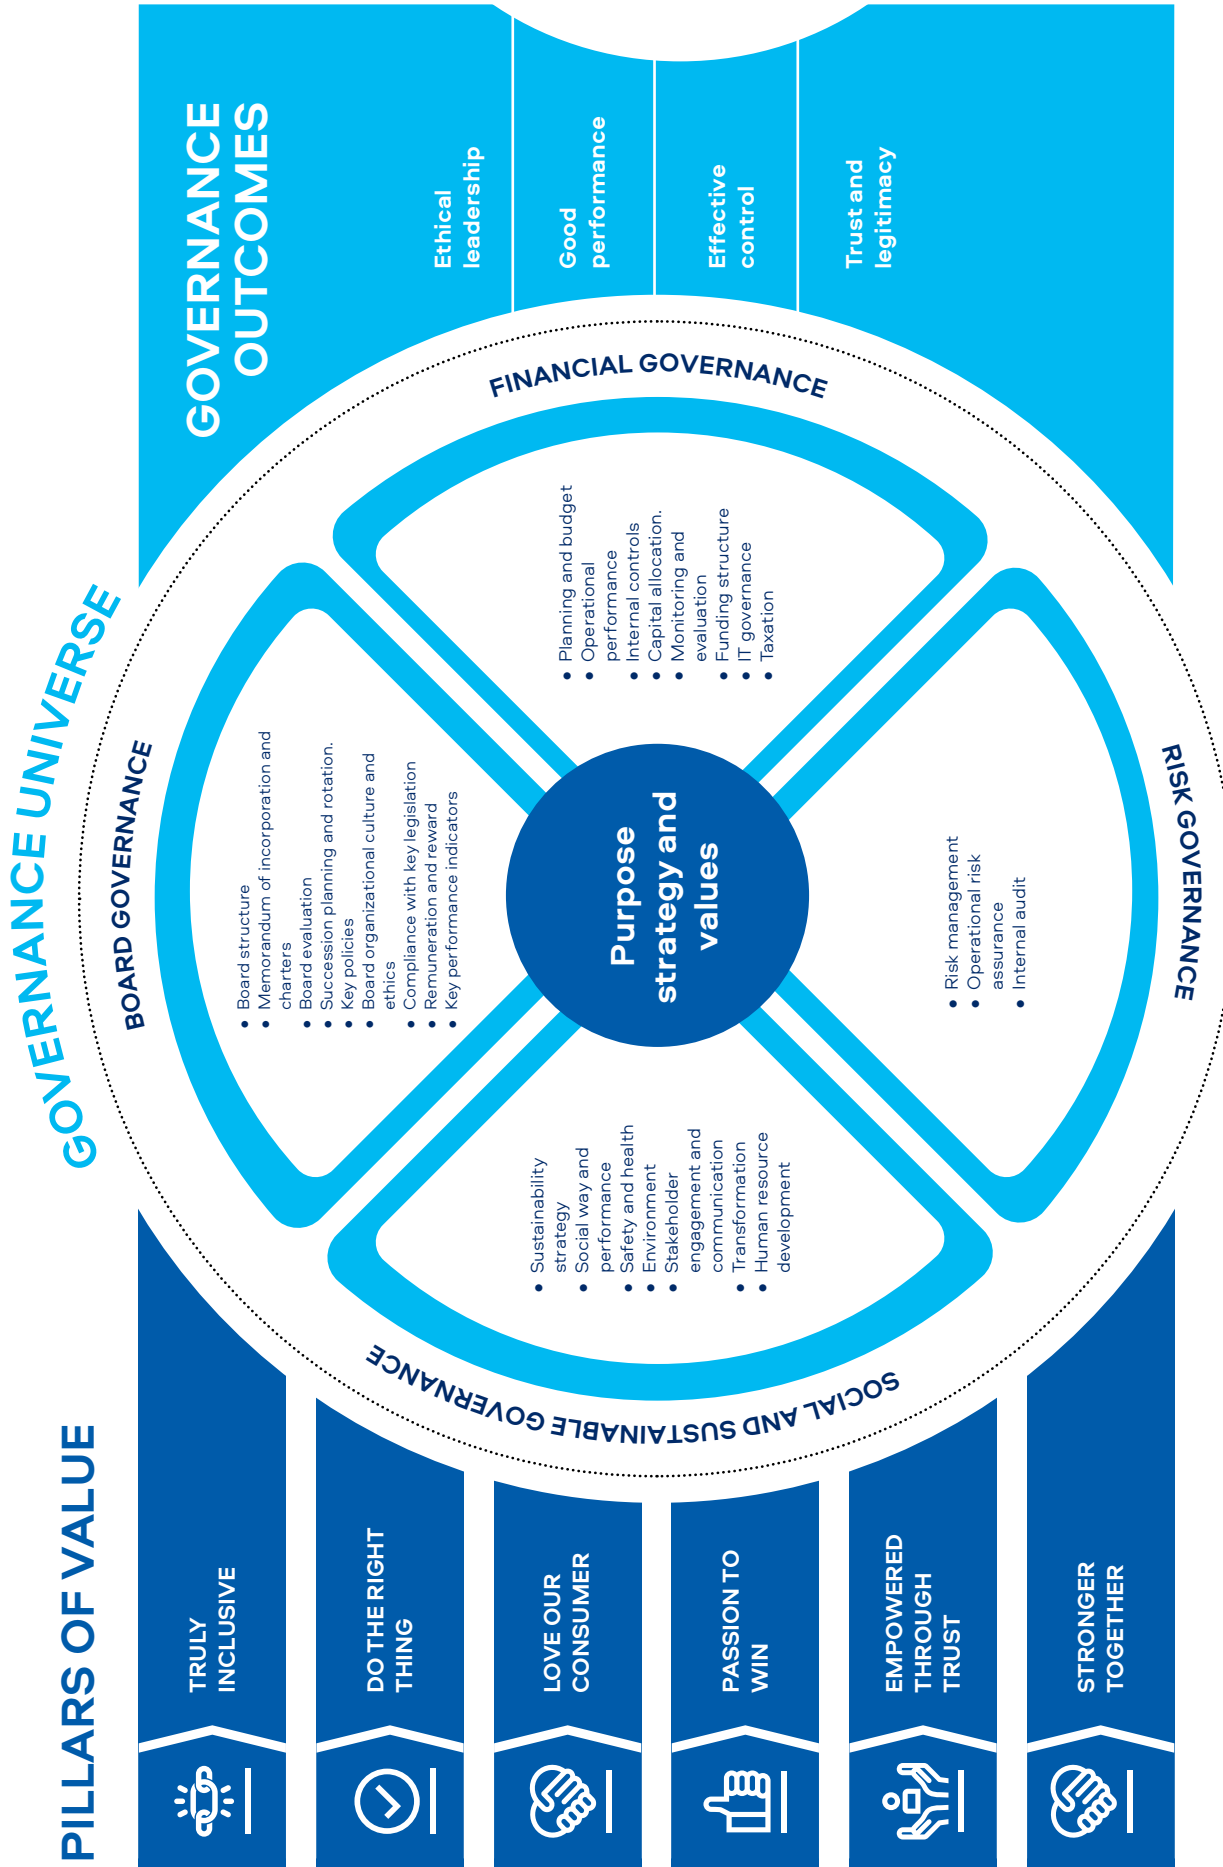 PILLARS OF VALUE
TRULY
INCLUSIVE
DO THE RIGHT
THING
LOVE OUR
CONSUMER
PASSION TO
WIN
EMPOWERED
THROUGH
TRUST
STRONGER
TOGETHER
GOVERNANCE UNIVERSE
BOARD GOVERNANCE
• Board structure
• Memorandum of incorporation and
charters
• Board evaluation
• Succession planning and rotation.
• Key policies
• Board organizational culture and
ethics
• Compliance with key legislation
• Remuneration and reward
• Key performance indicators
SOCIAL AND SUSTAINABLE GOVERNANCE
• Sustainability
strategy
• Social way and
performance
• Safety and health
• Environment
• Stakeholder
engagement and
communication
• Transformation
• Human resource
development
Purpose
strategy and
values
FINANCIAL GOVERNANCE
• Planning and budget
• Operational
performance
• Internal controls
• Capital allocation.
• Monitoring and
evaluation
• Funding structure
• IT governance
• Taxation
RISK GOVERNANCE
• Risk management
• Operational risk
assurance
• Internal audit
GOVERNANCE
OUTCOMES
Ethical
leadership
Good
performance
Effective
control
Trust and
legitimacy